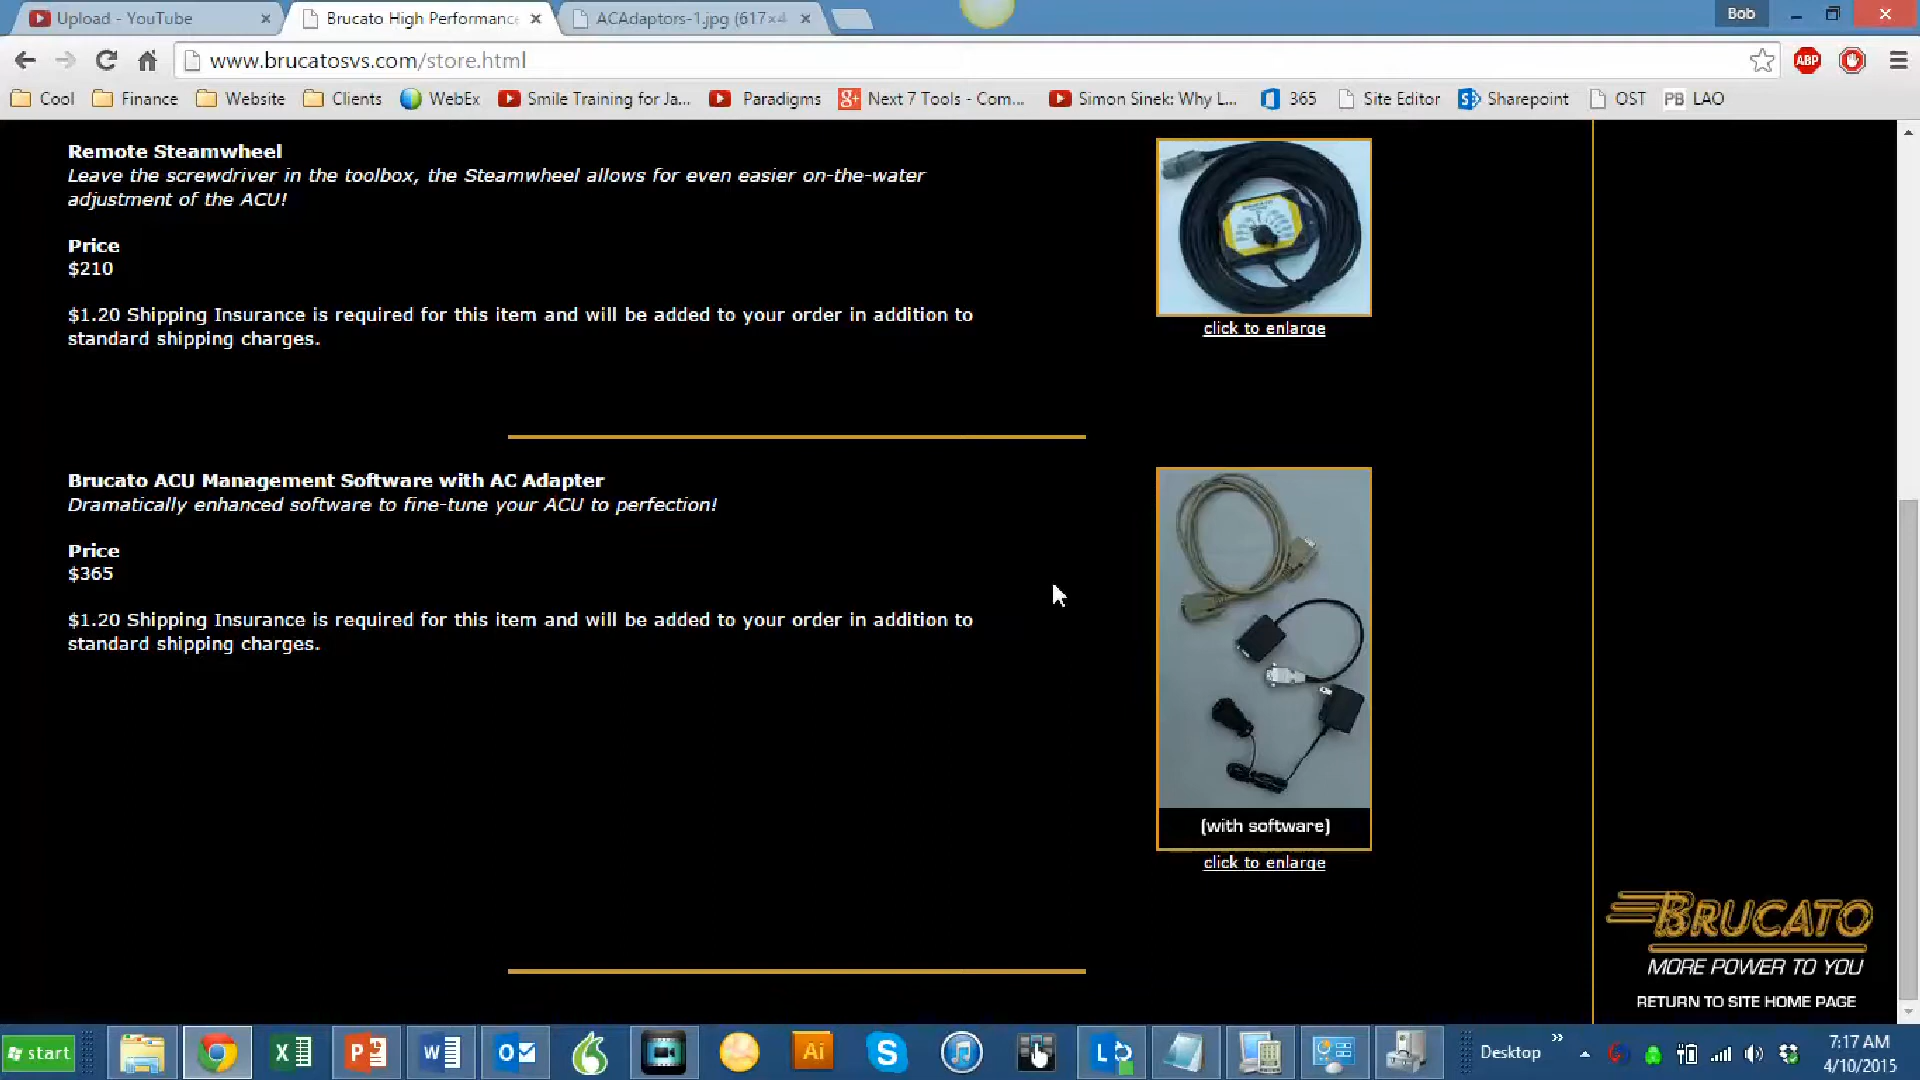 Upload - YouTube
Brucato High Performance
ACAdaptors-1.jpg (617×4
Bob
www.brucatosvs.com/store.html
ABP
Cool
Finance
Website
Clients
WebEx
Smile Training for Ja...
Paradigms
Next 7 Tools - Com...
Simon Sinek: Why L...
365
Site Editor
Sharepoint
OST
PB LAO
Remote Steamwheel
Leave the screwdriver in the toolbox, the Steamwheel allows for even easier on-the-water
adjustment of the ACU!
Price
$210
$1.20 Shipping Insurance is required for this item and will be added to your order in addition to
standard shipping charges.
click to enlarge
Brucato ACU Management Software with AC Adapter
Dramatically enhanced software to fine-tune your ACU to perfection!
Price
$365
$1.20 Shipping Insurance is required for this item and will be added to your order in addition to
standard shipping charges.
(with software)
click to enlarge
BRUCATO
MORE POWER TO YOU
RETURN TO SITE HOME PAGE
start
Ai
Desktop
7:17 AM
4/10/2015